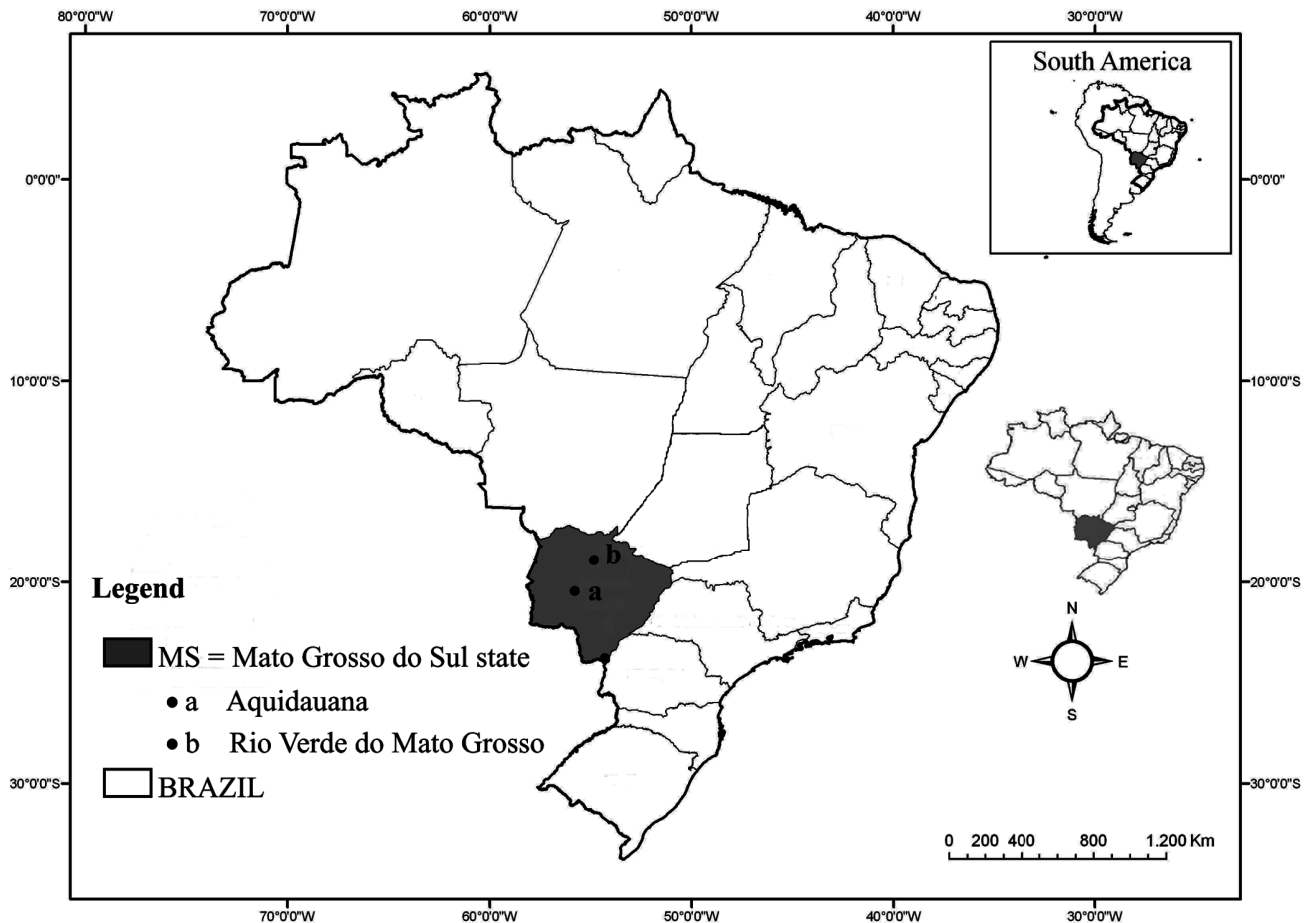 80°0'0"W 70°0'0"W 60°0'0"W 50°0'0"W 40°0'0"W 30°0'0"W
South America
0°0'0" 0°0'0"
10°0'0"S 10°0'0"S
b
20°0'0"S 20°0'0"S
a
Legend
N
MS = Mato Grosso do Sul state
W E
a Aquidauana
S
b Rio Verde do Mato Grosso
30°0'0"S 30°0'0"S
BRAZIL
0 200 400 800 1.200 Km
70°0'0"W 60°0'0"W 50°0'0"W 40°0'0"W 30°0'0"W